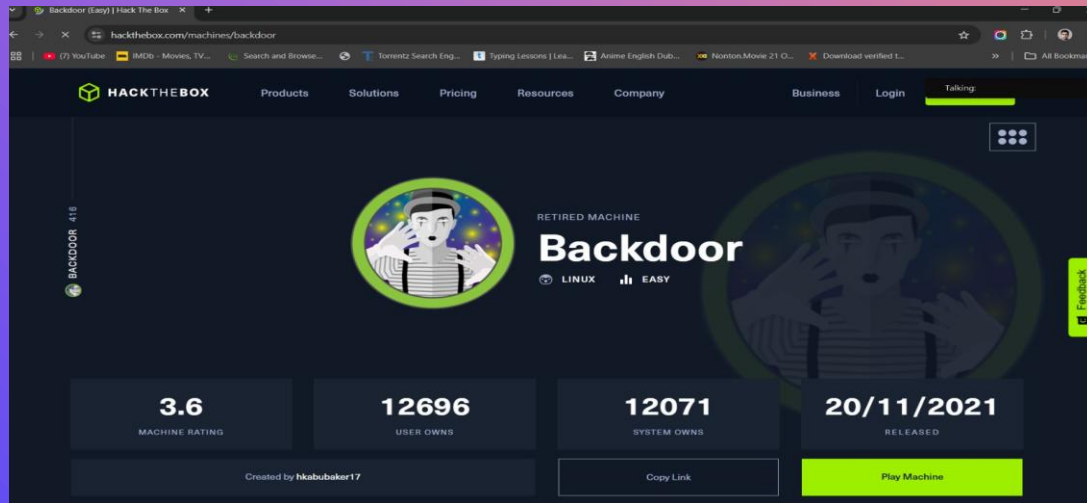 Backdoor (Easy) | Hack The Box
hackthebox.com/machines/backdoor
(7) YouTube IMDb - Movies, TV... Search and Browse... Torrentz Search Eng... Typing Lessons | Lea... Anime English Dub... Nonton.Movie 21 O... Download verified t... » All Bookmar
HACKTHEBOX Products Solutions Pricing Resources Company Business Login Talking:
BACKDOOR 416
RETIRED MACHINE
Backdoor
LINUX EASY
Feedback
3.6 12696 12071 20/11/2021
MACHINE RATING USER OWNS SYSTEM OWNS RELEASED
Created by hkabubaker17 Copy Link Play Machine